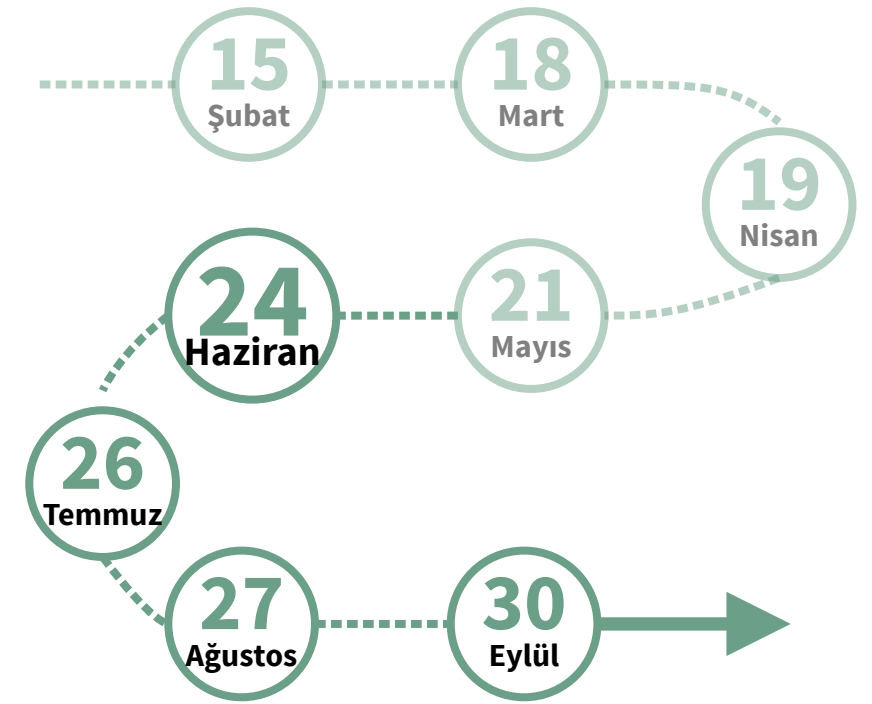 15
Şubat
18
Mart
19
Nisan
21
Mayıs
24
Haziran
26
Temmuz
27
Ağustos
30
Eylül